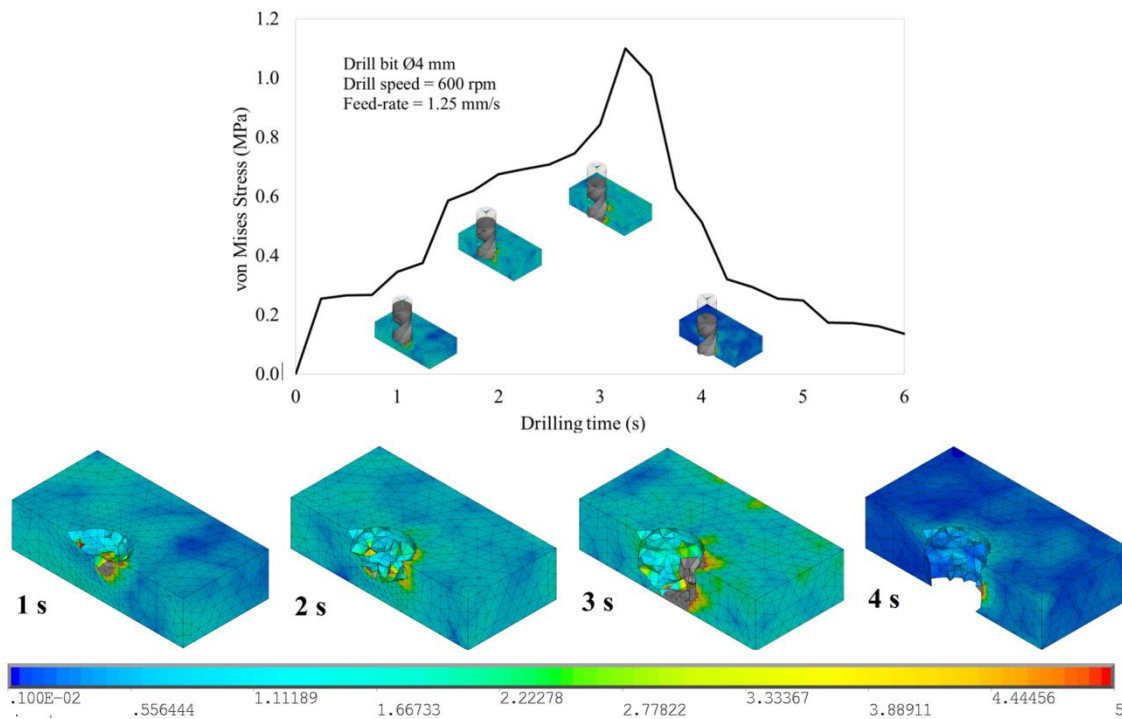 1.2
Drill bit Ø4 mm
Drill speed = 600 rpm
Feed-rate = 1.25 mm/s
1.0
0.8
0.6
0.4
0.2
0.0
von Mises Stress (MPa)
0 1 2 3 4 5 6
Drilling time (s)
1 s 2 s 3 s 4 s
.100E-02 1.11189 2.22278 3.33367 4.44456 5
.556444 1.66733 2.77822 3.88911